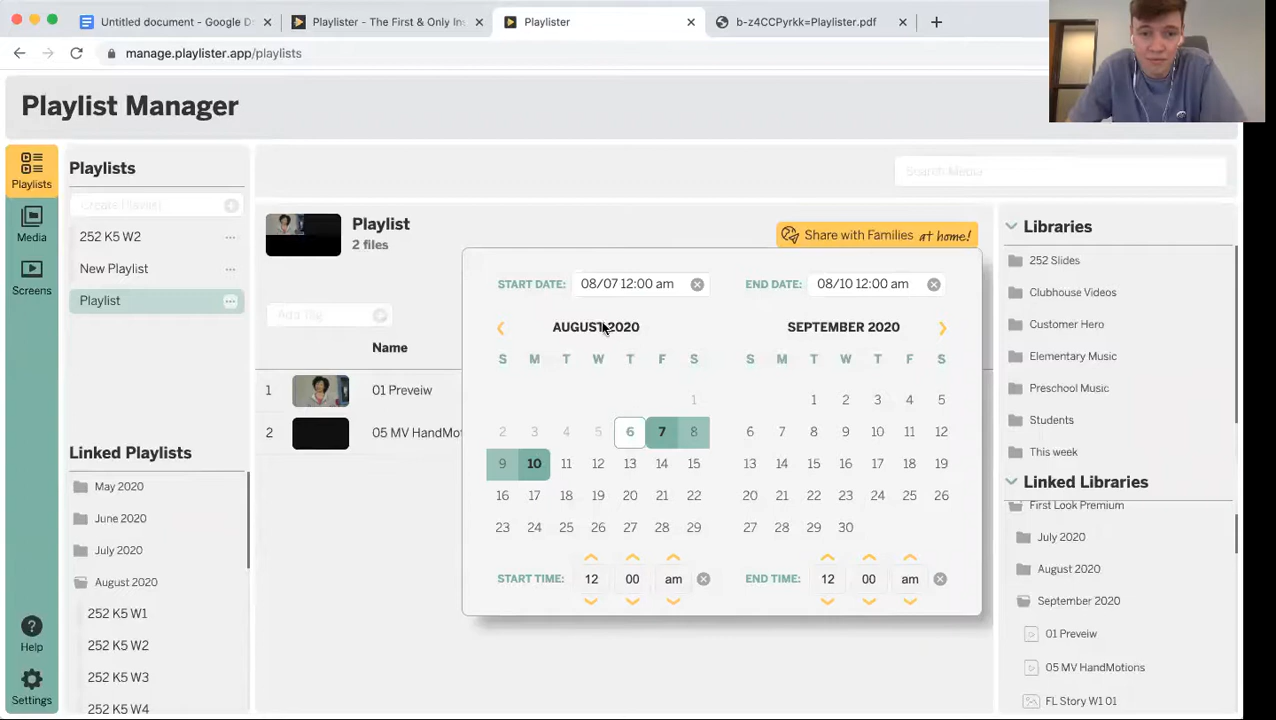 Untitled document - Google D
Playlister - The First & Only In
Playlister
b-z4CCPyrkk=Playlister.pdf
manage.playlister.app/playlists
Playlist Manager
Playlists
Media
Screens
Help
Settings
Playlists
Create Playlist
252 K5 W2
New Playlist
Playlist
Linked Playlists
May 2020
June 2020
July 2020
August 2020
252 K5 W1
252 K5 W2
252 K5 W3
252 K5 W4
Search Media
Playlist
2 files
Share with Families at home!
Add Tag
Name
1 01 Preveiw
2 05 MV HandMot
START DATE: 08/07 12:00 am
END DATE: 08/10 12:00 am
AUGUST 2020
S M T W T F S
1
2 3 4 5 6 7 8
9 10 11 12 13 14 15
16 17 18 19 20 21 22
23 24 25 26 27 28 29
START TIME: 12 00 am
SEPTEMBER 2020
S M T W T F S
1 2 3 4 5
6 7 8 9 10 11 12
13 14 15 16 17 18 19
20 21 22 23 24 25 26
27 28 29 30
END TIME: 12 00 am
Libraries
252 Slides
Clubhouse Videos
Customer Hero
Elementary Music
Preschool Music
Students
This week
Linked Libraries
First Look Premium
July 2020
August 2020
September 2020
01 Preveiw
05 MV HandMotions
FL Story W1 01